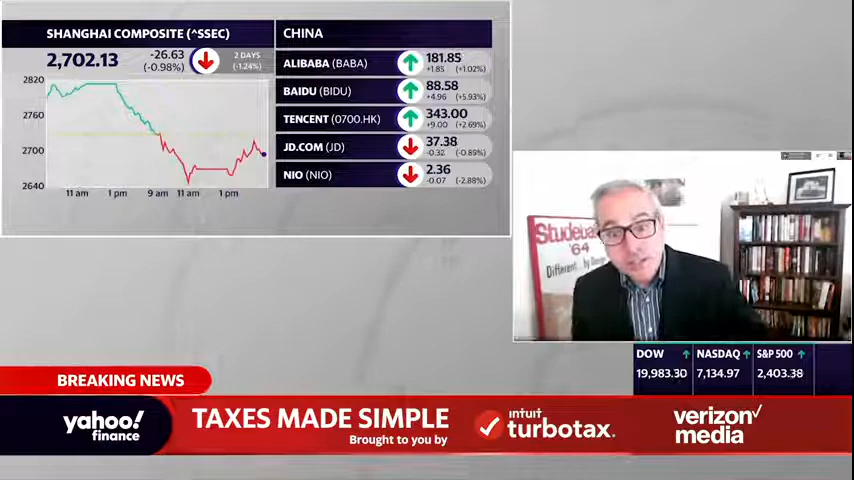 SHANGHAI COMPOSITE (^SSEC)
2,702.13
-26.63
(-0.98%)
2 DAYS
(-1.24%)
2820
2760
2700
2640
11 am
1 pm
9 am
11 am
1 pm
CHINA
ALIBABA (BABA)
181.85
+1.85 (+1.02%)
BAIDU (BIDU)
88.58
+4.96 (+5.93%)
TENCENT (0700.HK)
343.00
+9.00 (+2.69%)
JD.COM (JD)
37.38
-0.32 (-0.89%)
NIO (NIO)
2.36
-0.07 (-2.88%)
'64
Different... by Design
DOW
19,983.30
NASDAQ
7,134.97
S&P 500
2,403.38
BREAKING NEWS
yahoo!
finance
TAXES MADE SIMPLE
Brought to you by
intuit
turbotax.
verizon
media